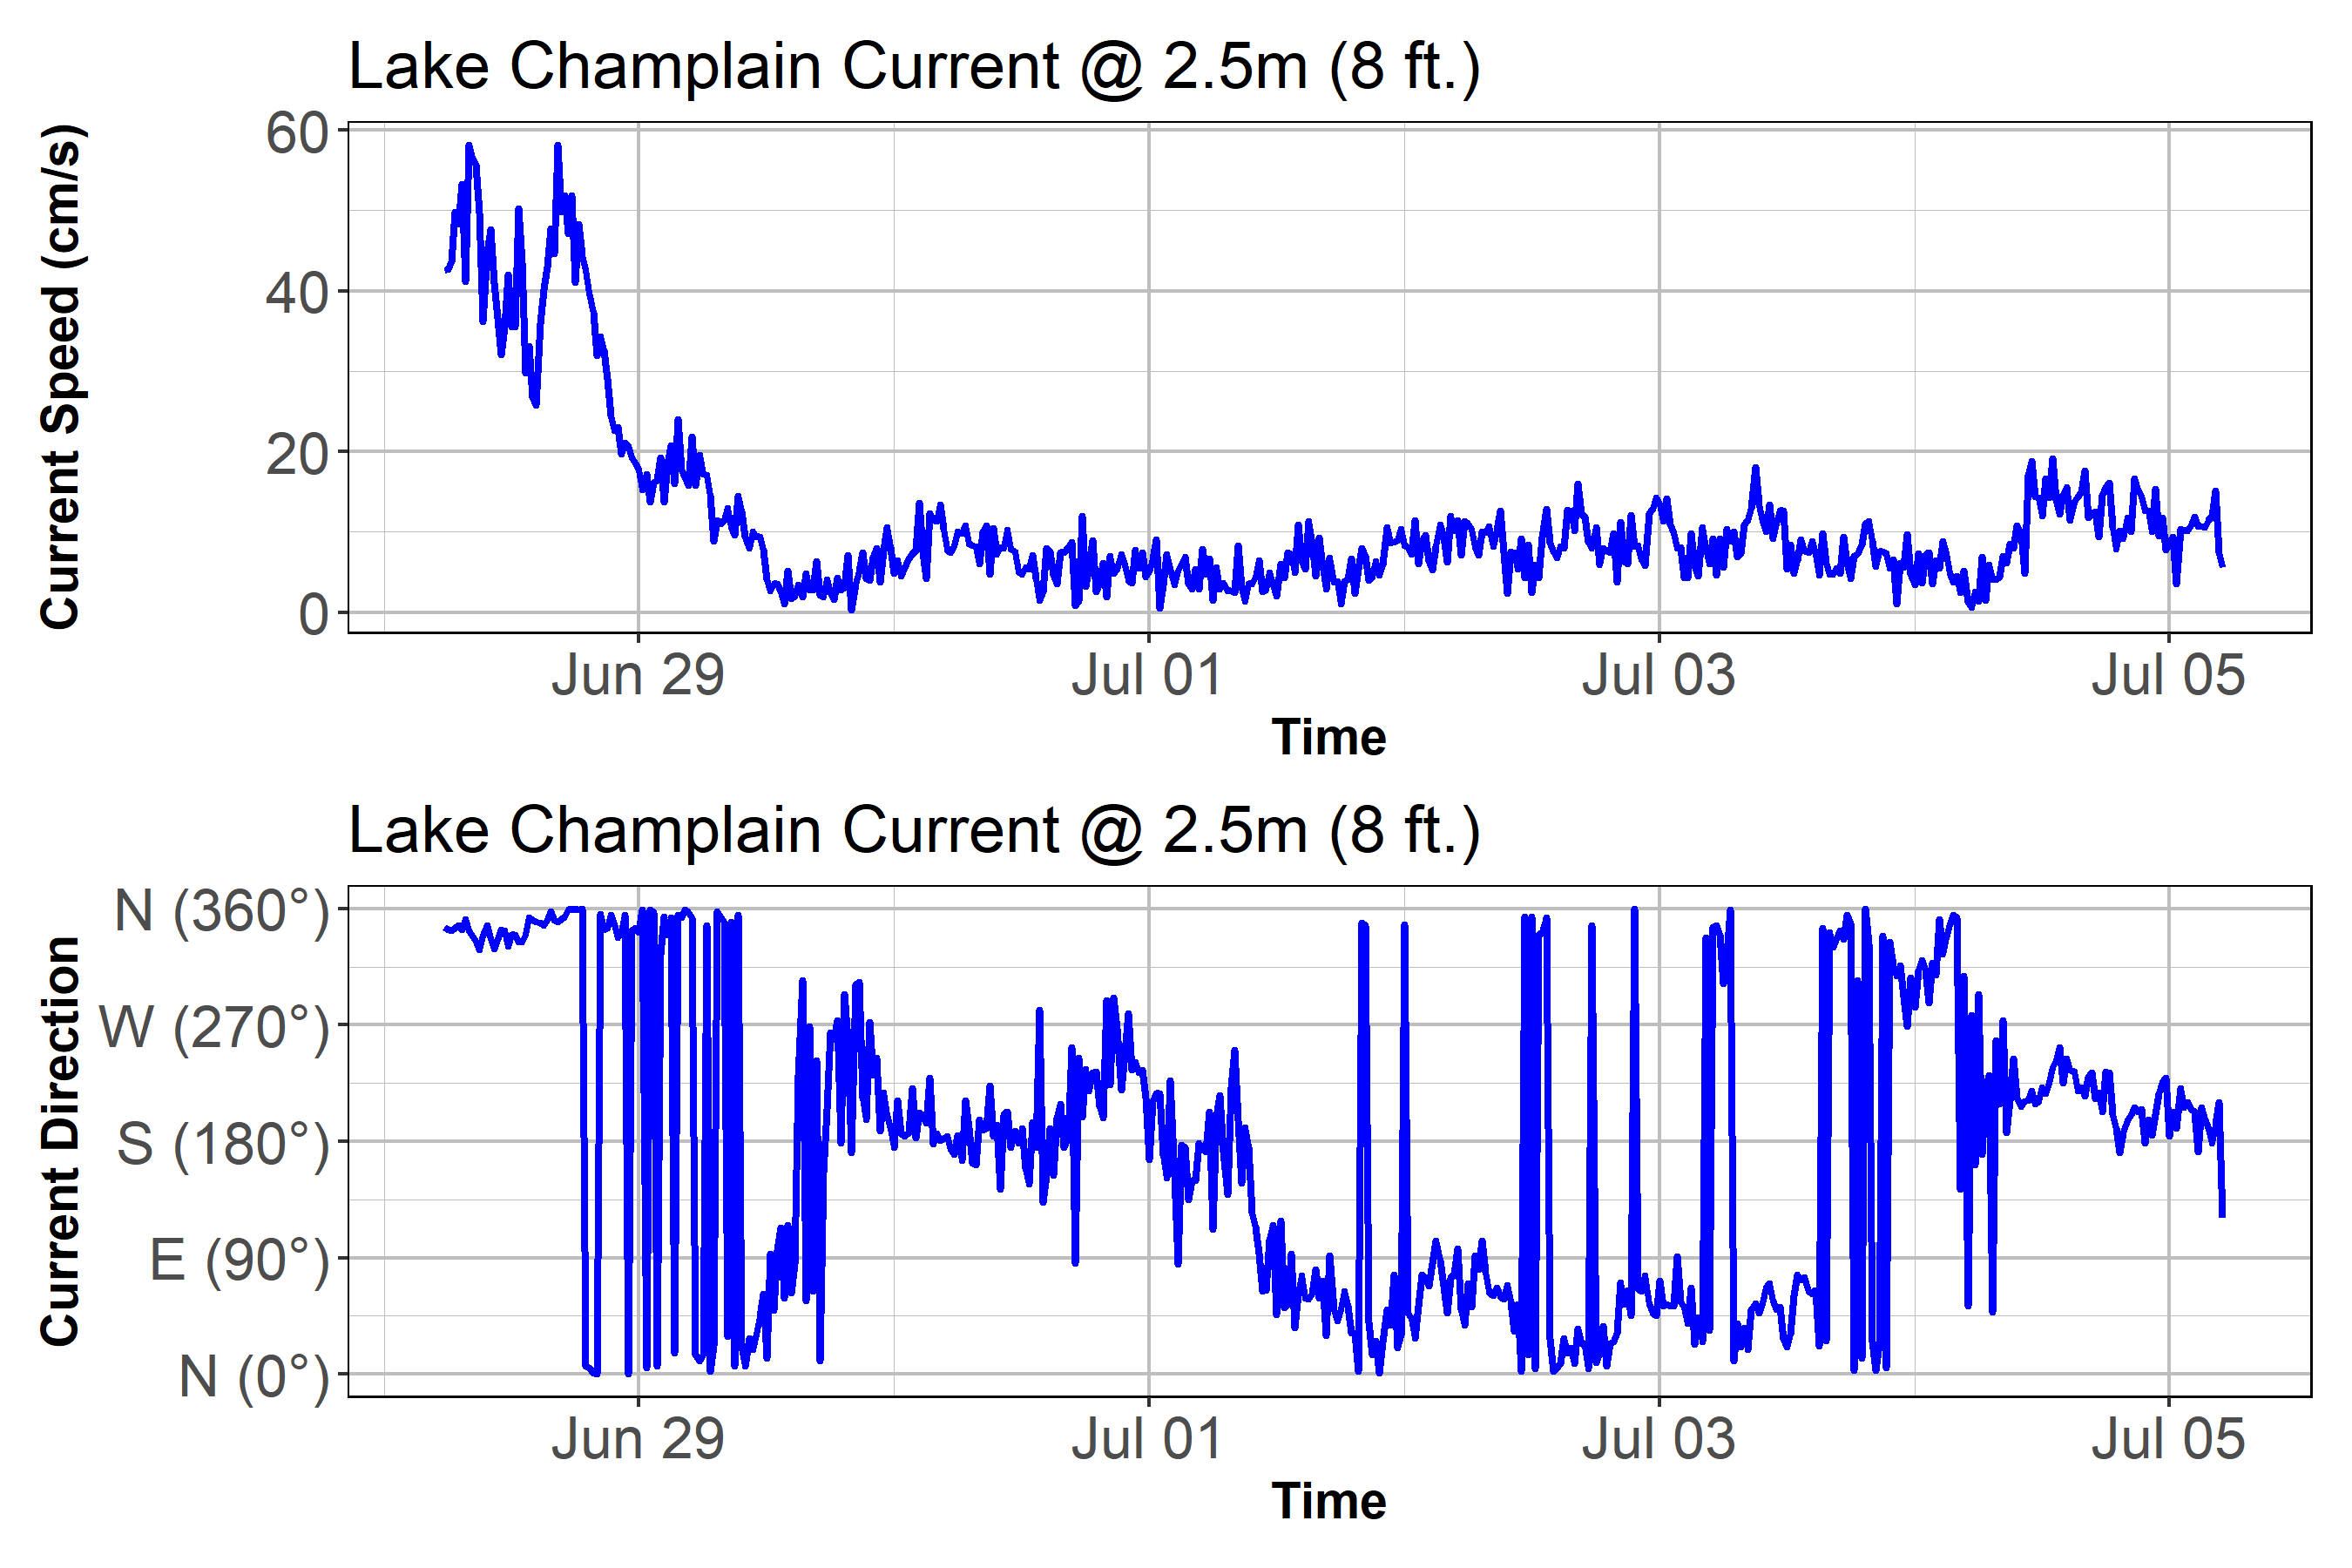 Lake Champlain Current @ 2.5m (8 ft.)
Current Speed (cm/s)
60
40
20
0
Jun 29
Jul 01
Jul 03
Jul 05
Time
Lake Champlain Current @ 2.5m (8 ft.)
Current Direction
N (360°)
W (270°)
S (180°)
E (90°)
N (0°)
Jun 29
Jul 01
Jul 03
Jul 05
Time